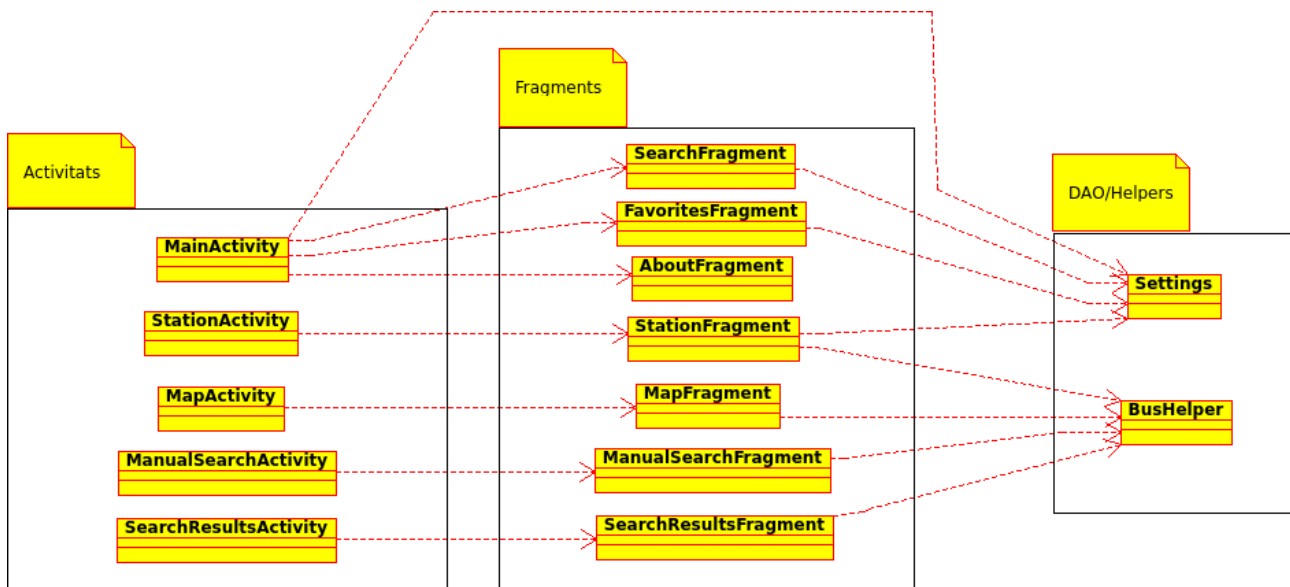 Activitats
MainActivity
StationActivity
MapActivity
ManualSearchActivity
SearchResultsActivity
Fragments
SearchFragment
FavoritesFragment
AboutFragment
StationFragment
MapFragment
ManualSearchFragment
SearchResultsFragment
DAO/Helpers
Settings
BusHelper